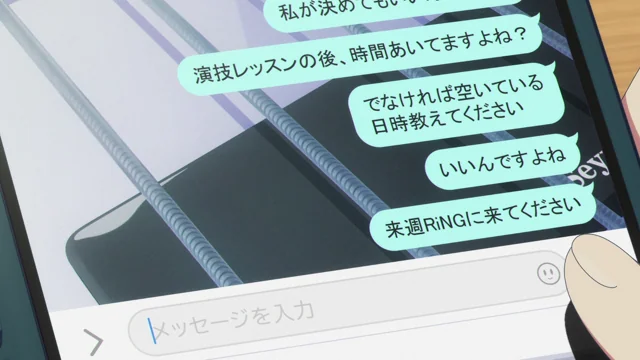 私が決めてもいい
演技レッスンの後、時間あいてますよね？
でなければ空いている
日時教えてください
いいんですよね
来週RiNGに来てください
メッセージを入力